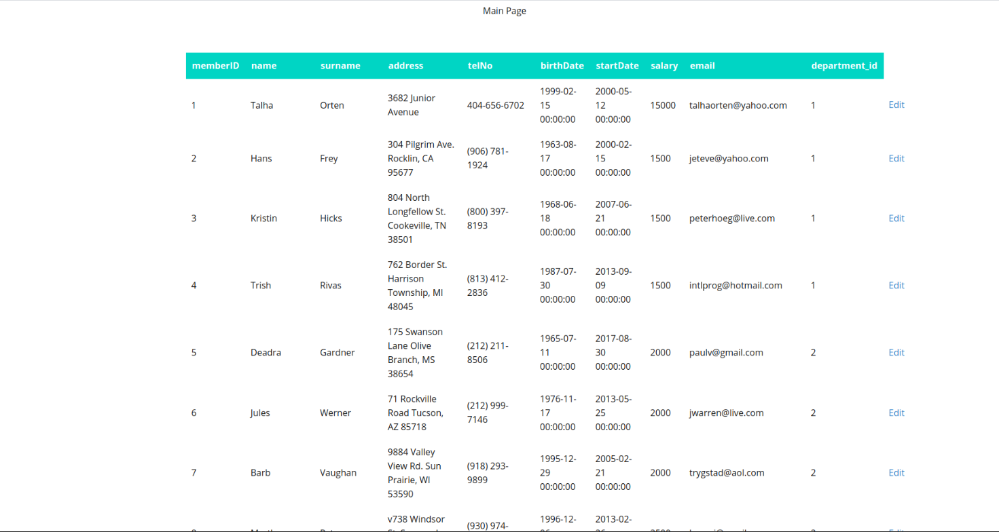 Main Page
memberID name surname address telNo birthDate startDate salary email department_id
1 Talha Orten 3682 Junior Avenue 404-656-6702 1999-02-15 00:00:00 2000-05-12 00:00:00 15000 talhaorten@yahoo.com 1 Edit
2 Hans Frey 304 Pilgrim Ave. Rocklin, CA 95677 (906) 781-1924 1963-08-17 00:00:00 2000-02-15 00:00:00 1500 jeteve@yahoo.com 1 Edit
3 Kristin Hicks 804 North Longfellow St. Cookeville, TN 38501 (800) 397-8193 1968-06-18 00:00:00 2007-06-21 00:00:00 1500 peterhoeg@live.com 1 Edit
4 Trish Rivas 762 Border St. Harrison Township, MI 48045 (813) 412-2836 1987-07-30 00:00:00 2013-09-09 00:00:00 1500 intlprog@hotmail.com 1 Edit
5 Deadra Gardner 175 Swanson Lane Olive Branch, MS 38654 (212) 211-8506 1965-07-11 00:00:00 2017-08-30 00:00:00 2000 paulv@gmail.com 2 Edit
6 Jules Werner 71 Rockville Road Tucson, AZ 85718 (212) 999-7146 1976-11-17 00:00:00 2013-05-25 00:00:00 2000 jwarren@live.com 2 Edit
7 Barb Vaughan 9884 Valley View Rd. Sun Prairie, WI 53590 (918) 293-9899 1995-12-29 00:00:00 2005-02-21 00:00:00 2000 trygstad@aol.com 2 Edit
v738 Windsor (930) 974- 1996-12- 2013-02-